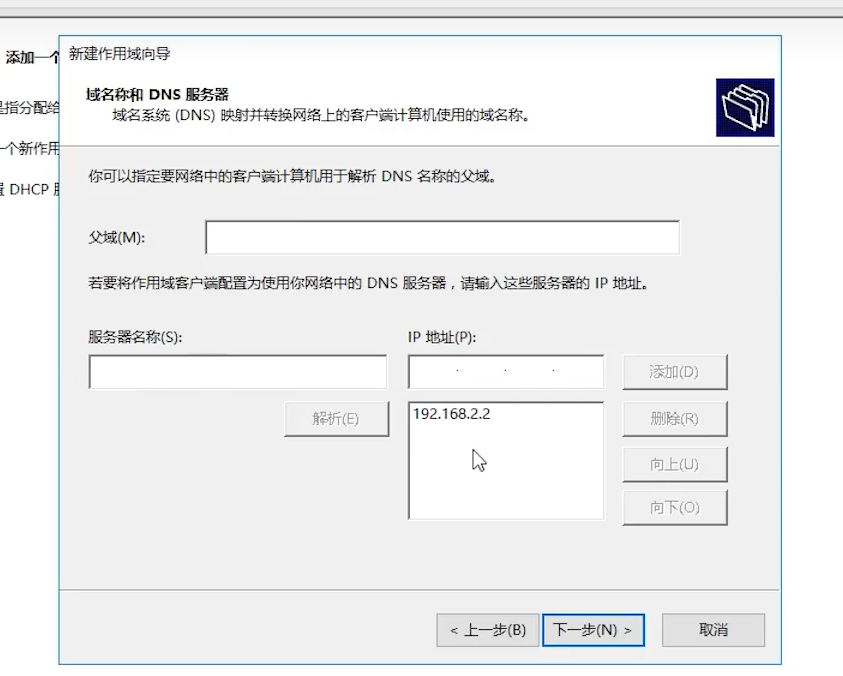 新建作用域向导
添加一个
域名称和 DNS 服务器
域名系统 (DNS) 映射并转换网络上的客户端计算机使用的域名称。
是指分配给
一个新作用
你可以指定要网络中的客户端计算机用于解析 DNS 名称的父域。
置 DHCP 服
父域(M):
若要将作用域客户端配置为使用你网络中的 DNS 服务器，请输入这些服务器的 IP 地址。
服务器名称(S): IP 地址(P):
. . . 添加(D)
解析(E) 192.168.2.2 删除(R)
向上(U)
向下(O)
< 上一步(B) 下一步(N) > 取消